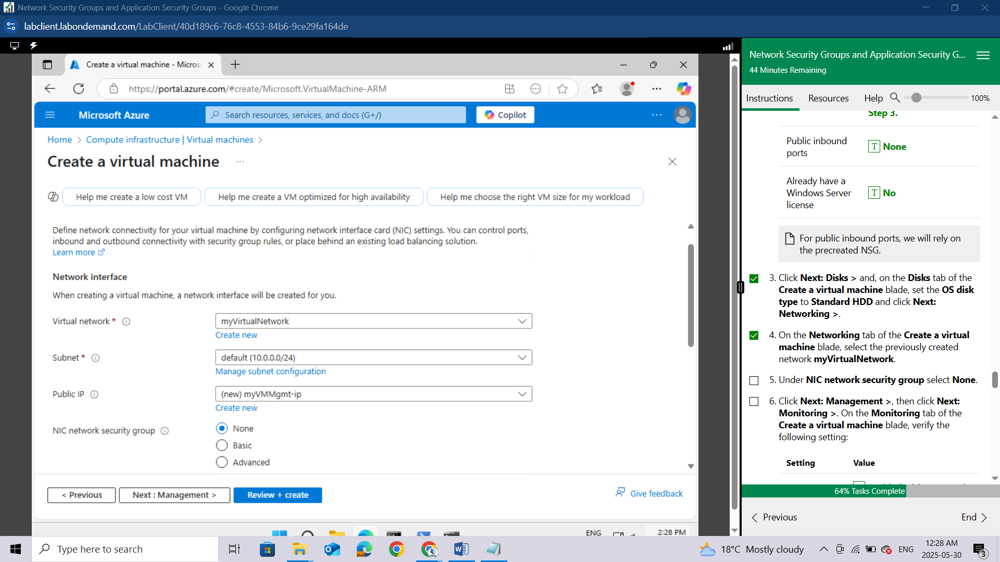 Network Security Groups and Application Security Groups - Google Chrome
labclient.labondemand.com/LabClient/40d189c6-76c8-4553-84b6-9ce29fa164de
Create a virtual machine - Micros
https://portal.azure.com/#create/Microsoft.VirtualMachine-ARM
Microsoft Azure
Search resources, services, and docs (G+/)
Copilot
Home > Compute infrastructure | Virtual machines >
Create a virtual machine
...
Help me create a low cost VM
Help me create a VM optimized for high availability
Help me choose the right VM size for my workload
Define network connectivity for your virtual machine by configuring network interface card (NIC) settings. You can control ports,
inbound and outbound connectivity with security group rules, or place behind an existing load balancing solution.
Learn more
Network interface
When creating a virtual machine, a network interface will be created for you.
Virtual network *
myVirtualNetwork
Create new
Subnet *
default (10.0.0.0/24)
Manage subnet configuration
Public IP
(new) myVMMgmt-ip
Create new
NIC network security group
None
Basic
Advanced
< Previous
Next : Management >
Review + create
Give feedback
ENG
2:28 PM
Network Security Groups and Application Security G...
44 Minutes Remaining
Instructions
Resources
Help
100%
Step 3.
Public inbound
ports
T None
Already have a
Windows Server
license
T No
For public inbound ports, we will rely on
the precreated NSG.
3. Click Next: Disks > and, on the Disks tab of the
Create a virtual machine blade, set the OS disk
type to Standard HDD and click Next:
Networking >.
4. On the Networking tab of the Create a virtual
machine blade, select the previously created
network myVirtualNetwork.
5. Under NIC network security group select None.
6. Click Next: Management >, then click Next:
Monitoring >. On the Monitoring tab of the
Create a virtual machine blade, verify the
following setting:
Setting
Value
64% Tasks Complete
Previous
End
Type here to search
18°C Mostly cloudy
ENG
12:28 AM
2025-05-30
3